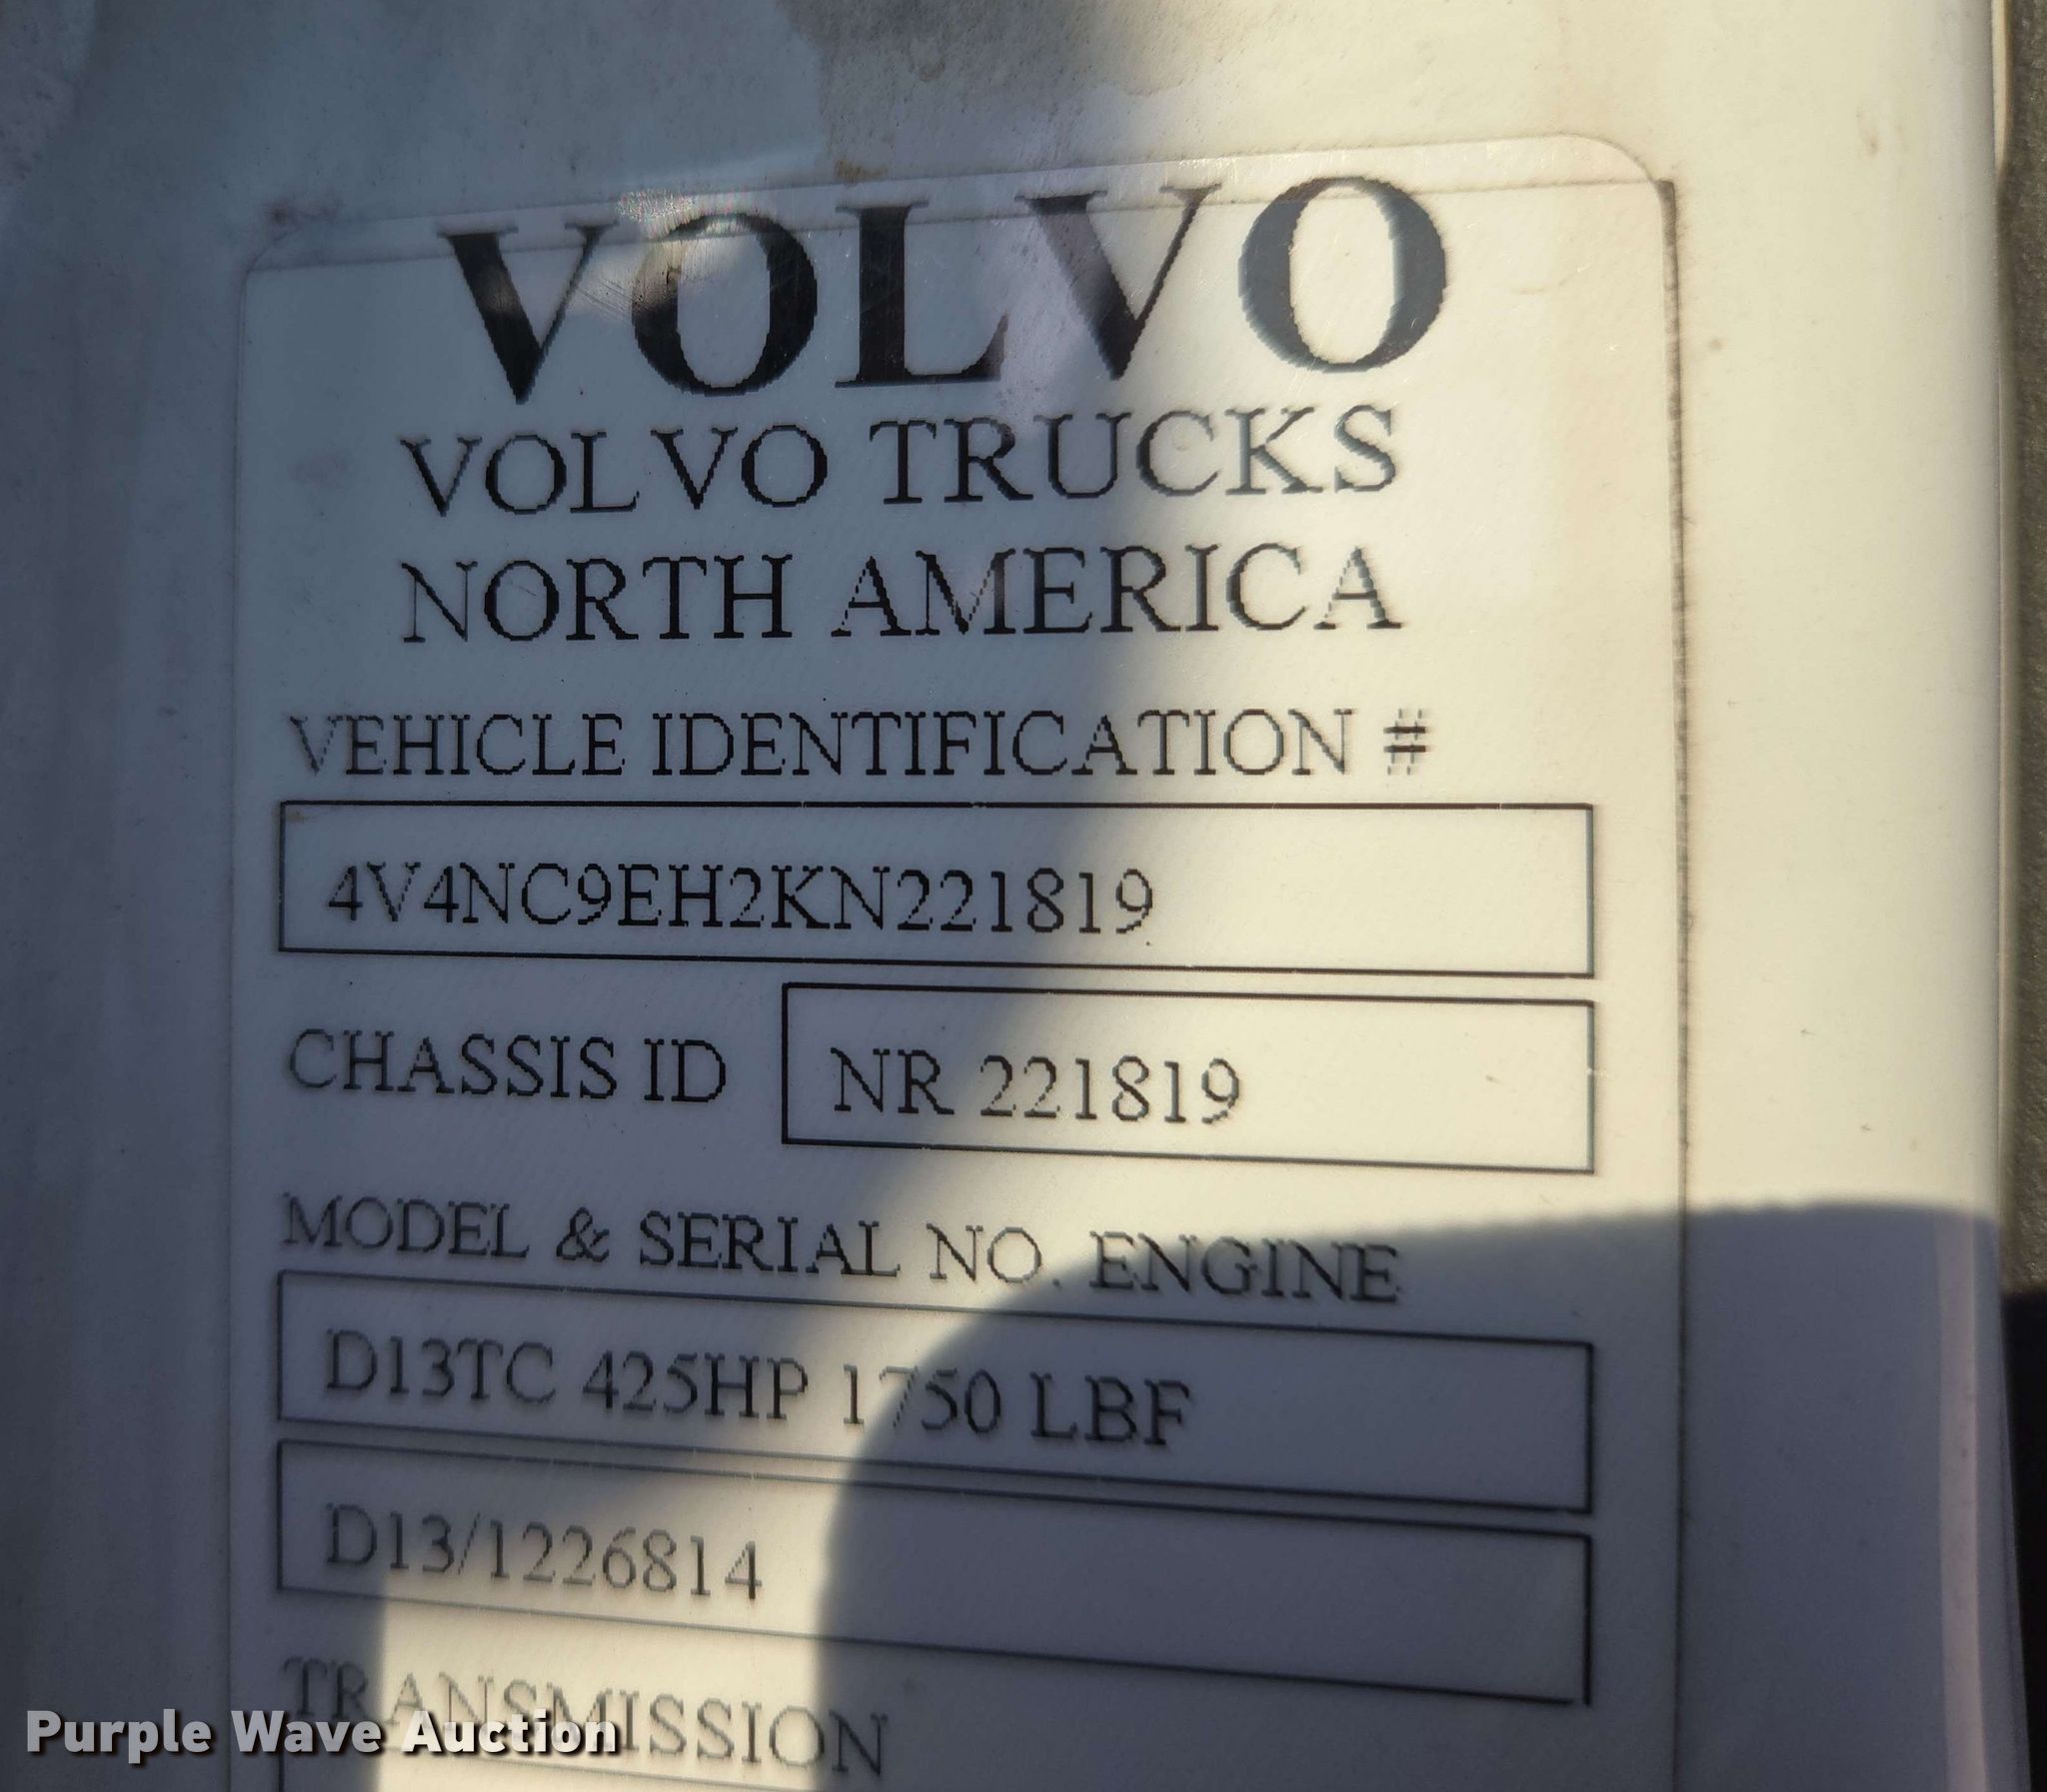 VOLVO
VOLVO TRUCKS
NORTH AMERICA
VEHICLE IDENTIFICATION #
4V4NC9EH2KN221819
CHASSIS ID
NR 221819
MODEL & SERIAL NO. ENGINE
D13TC 425HP 1750 LBF
D13/1226814
TRANSMISSION
Purple Wave Auction